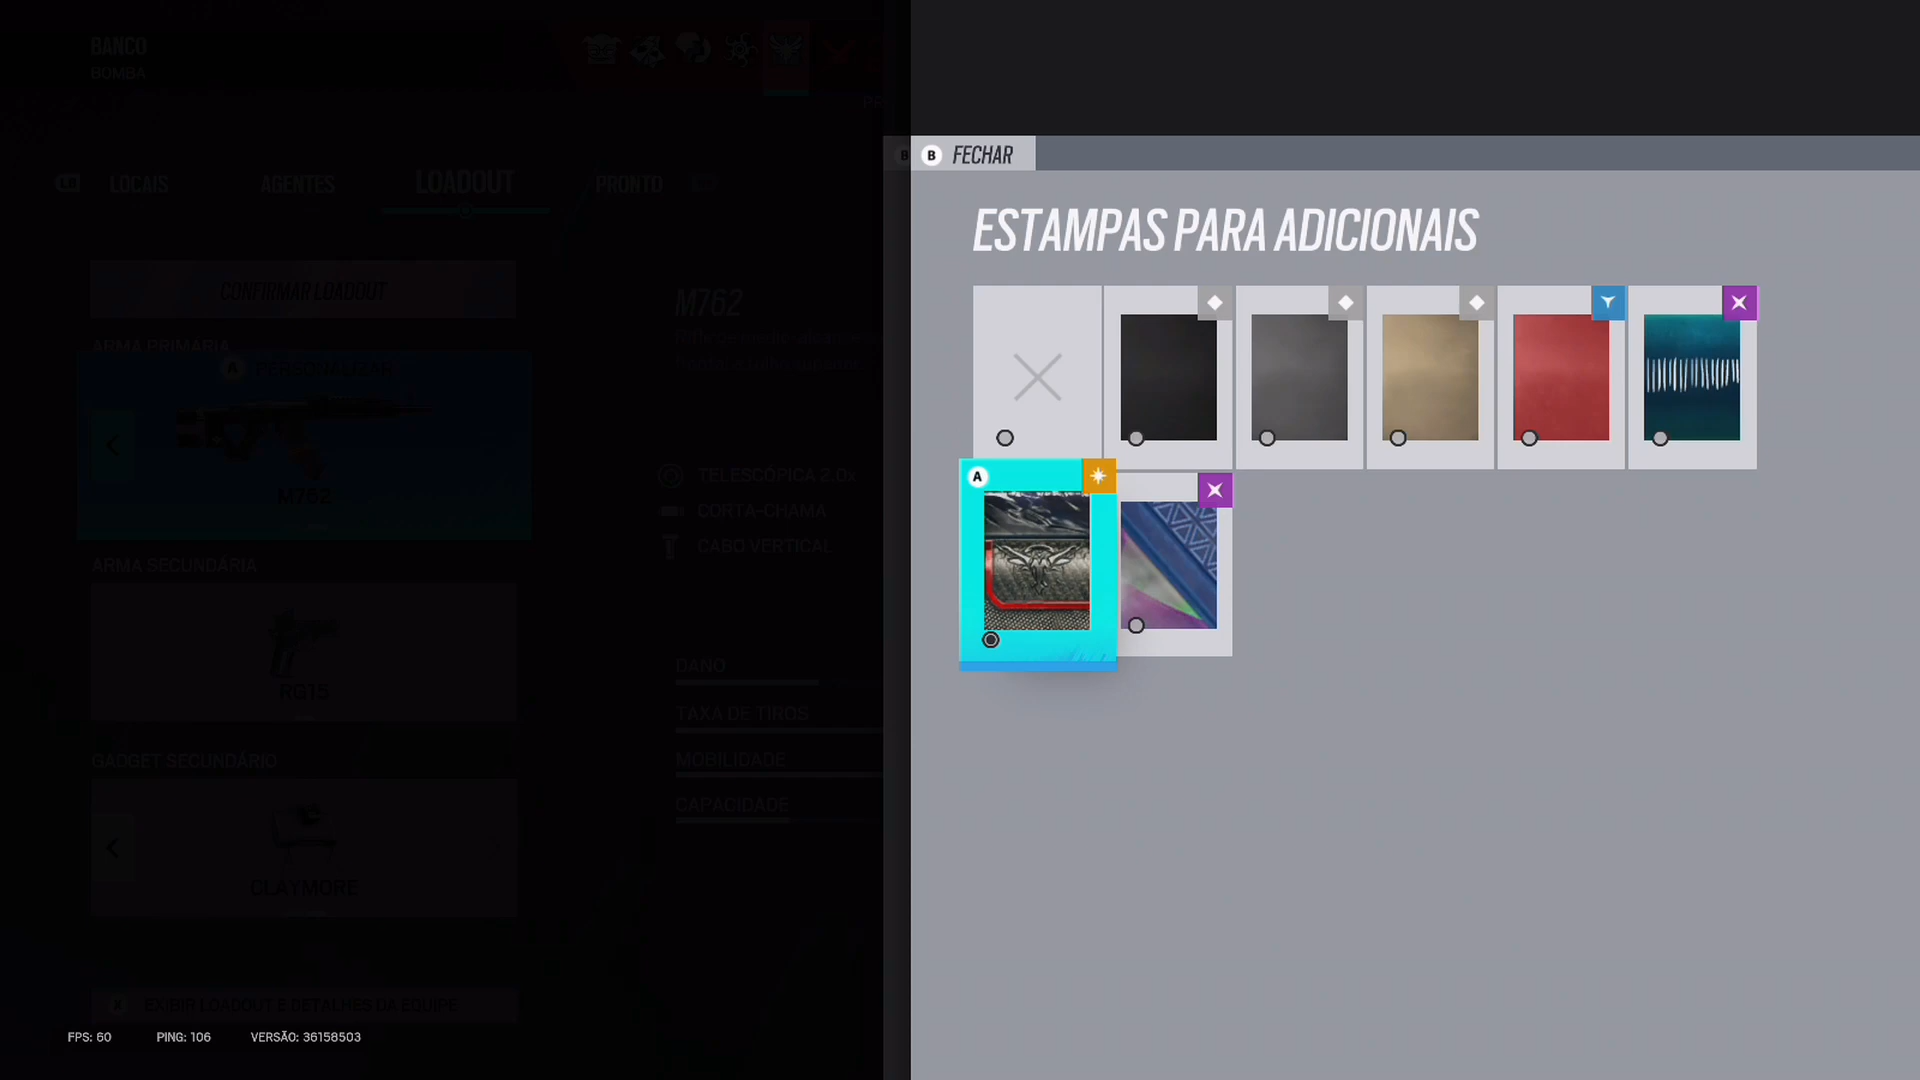 BANCO
BOMBA
LOCAIS
AGENTES
LOADOUT
PRONTO
CONFIRMAR LOADOUT
ARMA PRIMÁRIA
A PERSONALIZAR
M762
ARMA SECUNDÁRIA
GADGET SECUNDÁRIO
CLAYMORE
X EXIBIR LOADOUT E DETALHES DA EQUIPE
FPS: 60 PING: 106 VERSÃO: 36158503
M762
TELESCÓPICA 2.0x
CORTA-CHAMA
CABO VERTICAL
DANO
TAXA DE TIROS
MOBILIDADE
CAPACIDADE
B
B FECHAR
ESTAMPAS PARA ADICIONAIS
A